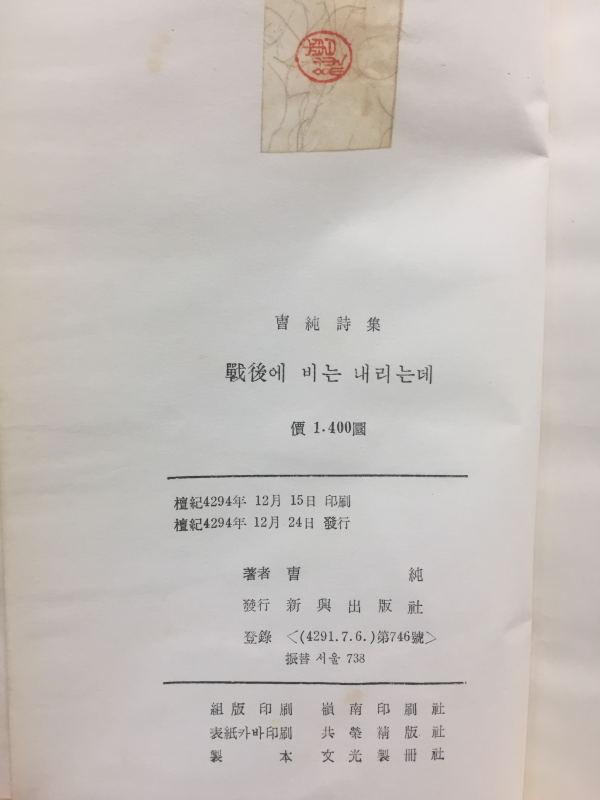 曺純詩集
戰後에 비는 내리는데
價 1.400圜
檀紀4294年 12月 15日 印刷
檀紀4294年 12月 24日 發行
著者 曺 純
發行 新興出版社
登錄 <(4291.7.6.)第746號>
振替 서울 738
組版印刷 嶺南印刷社
表紙카바印刷 共榮精版社
製本 文光製冊社